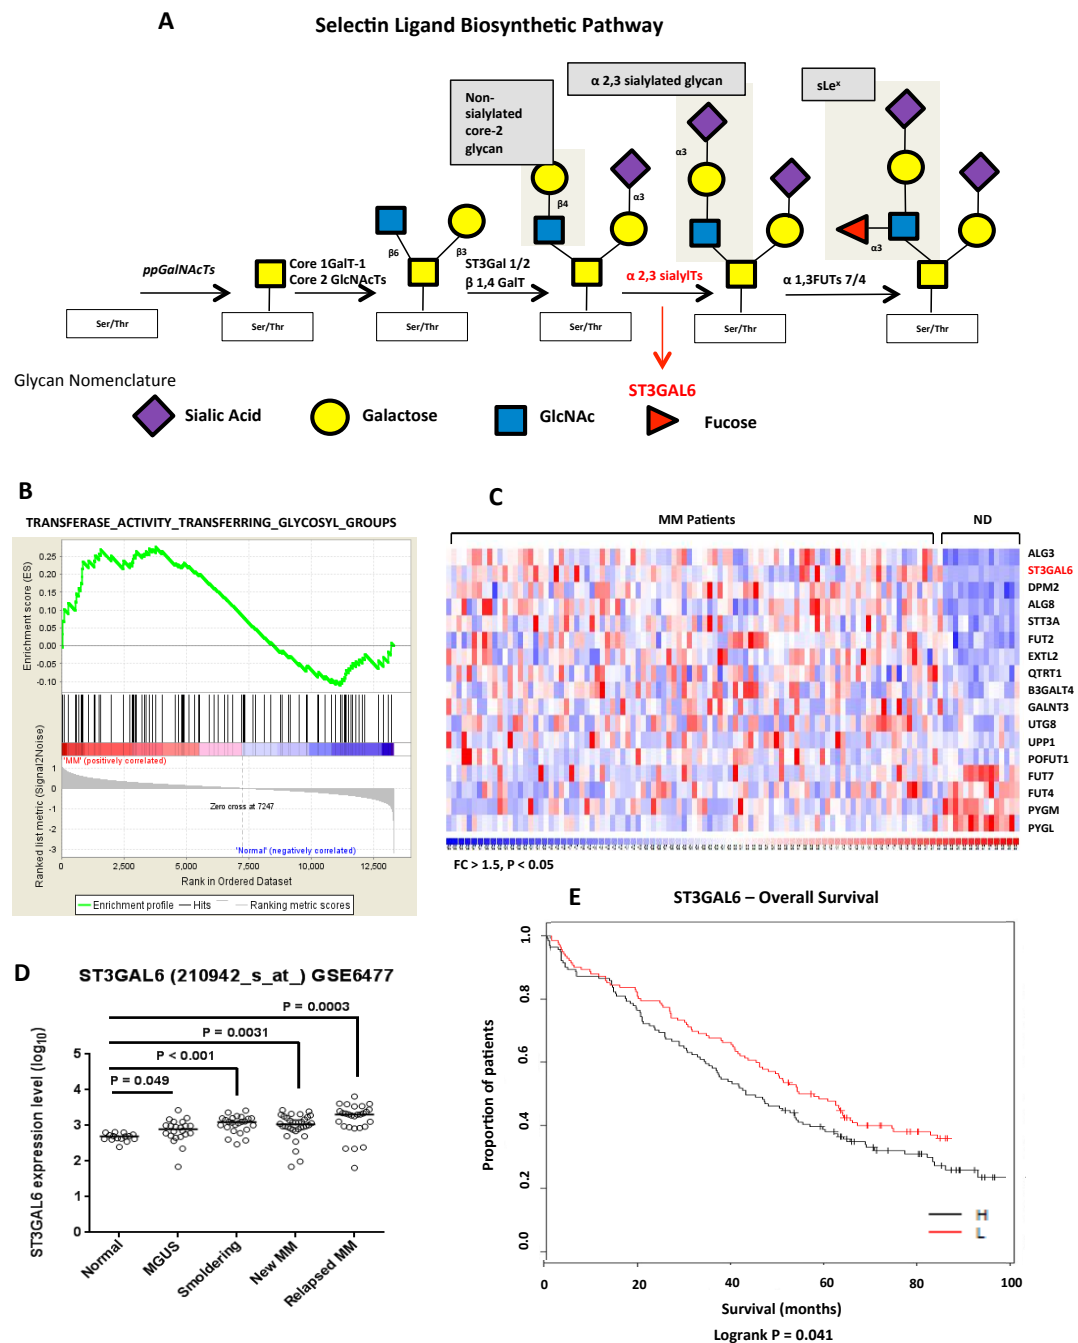 A
Selectin Ligand Biosynthetic Pathway
Non-
sialylated
core-2
glycan
α 2,3 sialylated glycan
sLeˣ
α3
β4
α3
β6
β3
α3
ppGalNAcTs
Core 1GalT-1
Core 2 GlcNAcTs
ST3Gal 1/2
β 1,4 GalT
α 2,3 sialylTs
α 1,3FUTs 7/4
Ser/Thr
Ser/Thr
Ser/Thr
Ser/Thr
Ser/Thr
Ser/Thr
ST3GAL6
Glycan Nomenclature
Sialic Acid
Galactose
GlcNAc
Fucose
B
TRANSFERASE_ACTIVITY_TRANSFERRING_GLYCOSYL_GROUPS
Enrichment score (ES)
0.25
0.20
0.15
0.10
0.05
0.00
-0.05
-0.10
'MM' (positively correlated)
Ranked list metric (Signal2Noise)
1
0
-1
-2
-3
Zero cross at 7247
'Normal' (negatively correlated)
0
2,500
5,000
7,500
10,000
12,500
Rank in Ordered Dataset
Enrichment profile
Hits
Ranking metric scores
C
MM Patients
ND
ALG3
ST3GAL6
DPM2
ALG8
STT3A
FUT2
EXTL2
QTRT1
B3GALT4
GALNT3
UTG8
UPP1
POFUT1
FUT7
FUT4
PYGM
PYGL
FC > 1.5, P < 0.05
D
ST3GAL6 (210942_s_at_) GSE6477
P = 0.0003
P = 0.0031
P < 0.001
P = 0.049
ST3GAL6 expression level (log₁₀)
5
4
3
2
1
0
Normal
MGUS
Smoldering
New MM
Relapsed MM
E
ST3GAL6 – Overall Survival
Proportion of patients
1.0
0.8
0.6
0.4
0.2
0.0
H
L
0
20
40
60
80
100
Survival (months)
Logrank P = 0.041